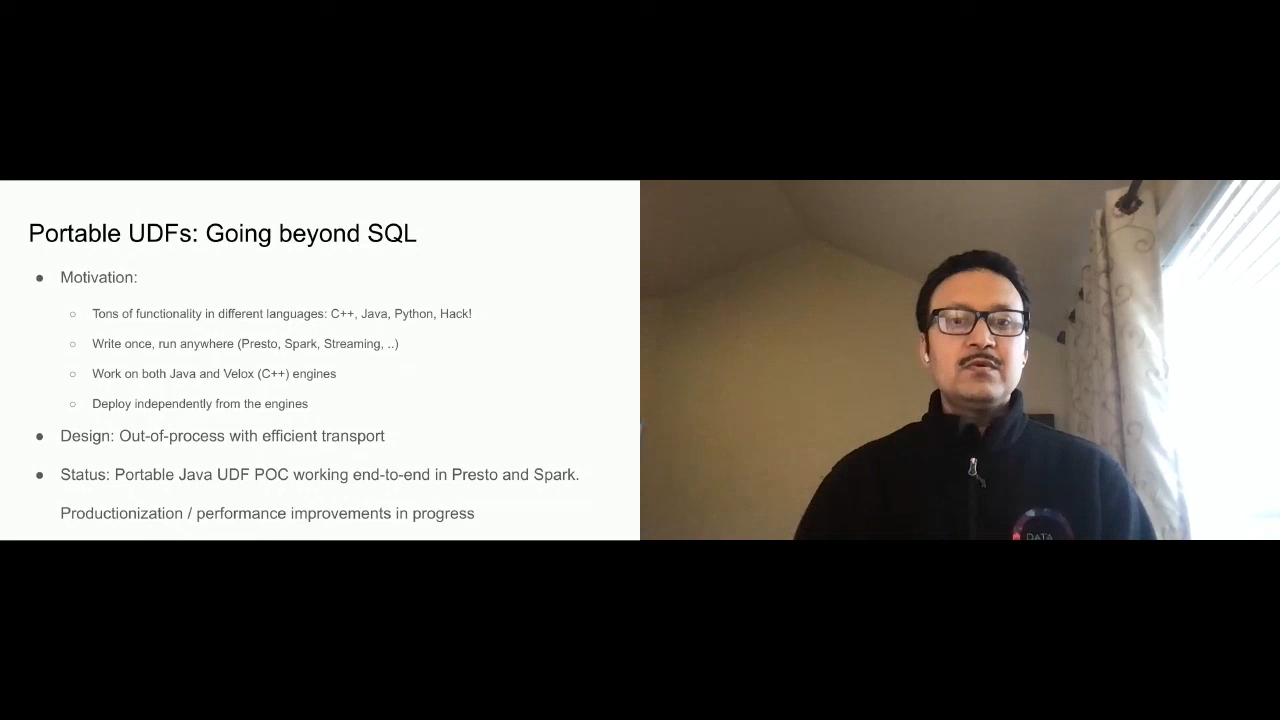 Portable UDFs: Going beyond SQL
● Motivation:
○ Tons of functionality in different languages: C++, Java, Python, Hack!
○ Write once, run anywhere (Presto, Spark, Streaming, ..)
○ Work on both Java and Velox (C++) engines
○ Deploy independently from the engines
● Design: Out-of-process with efficient transport
● Status: Portable Java UDF POC working end-to-end in Presto and Spark.
Productionization / performance improvements in progress
DATA